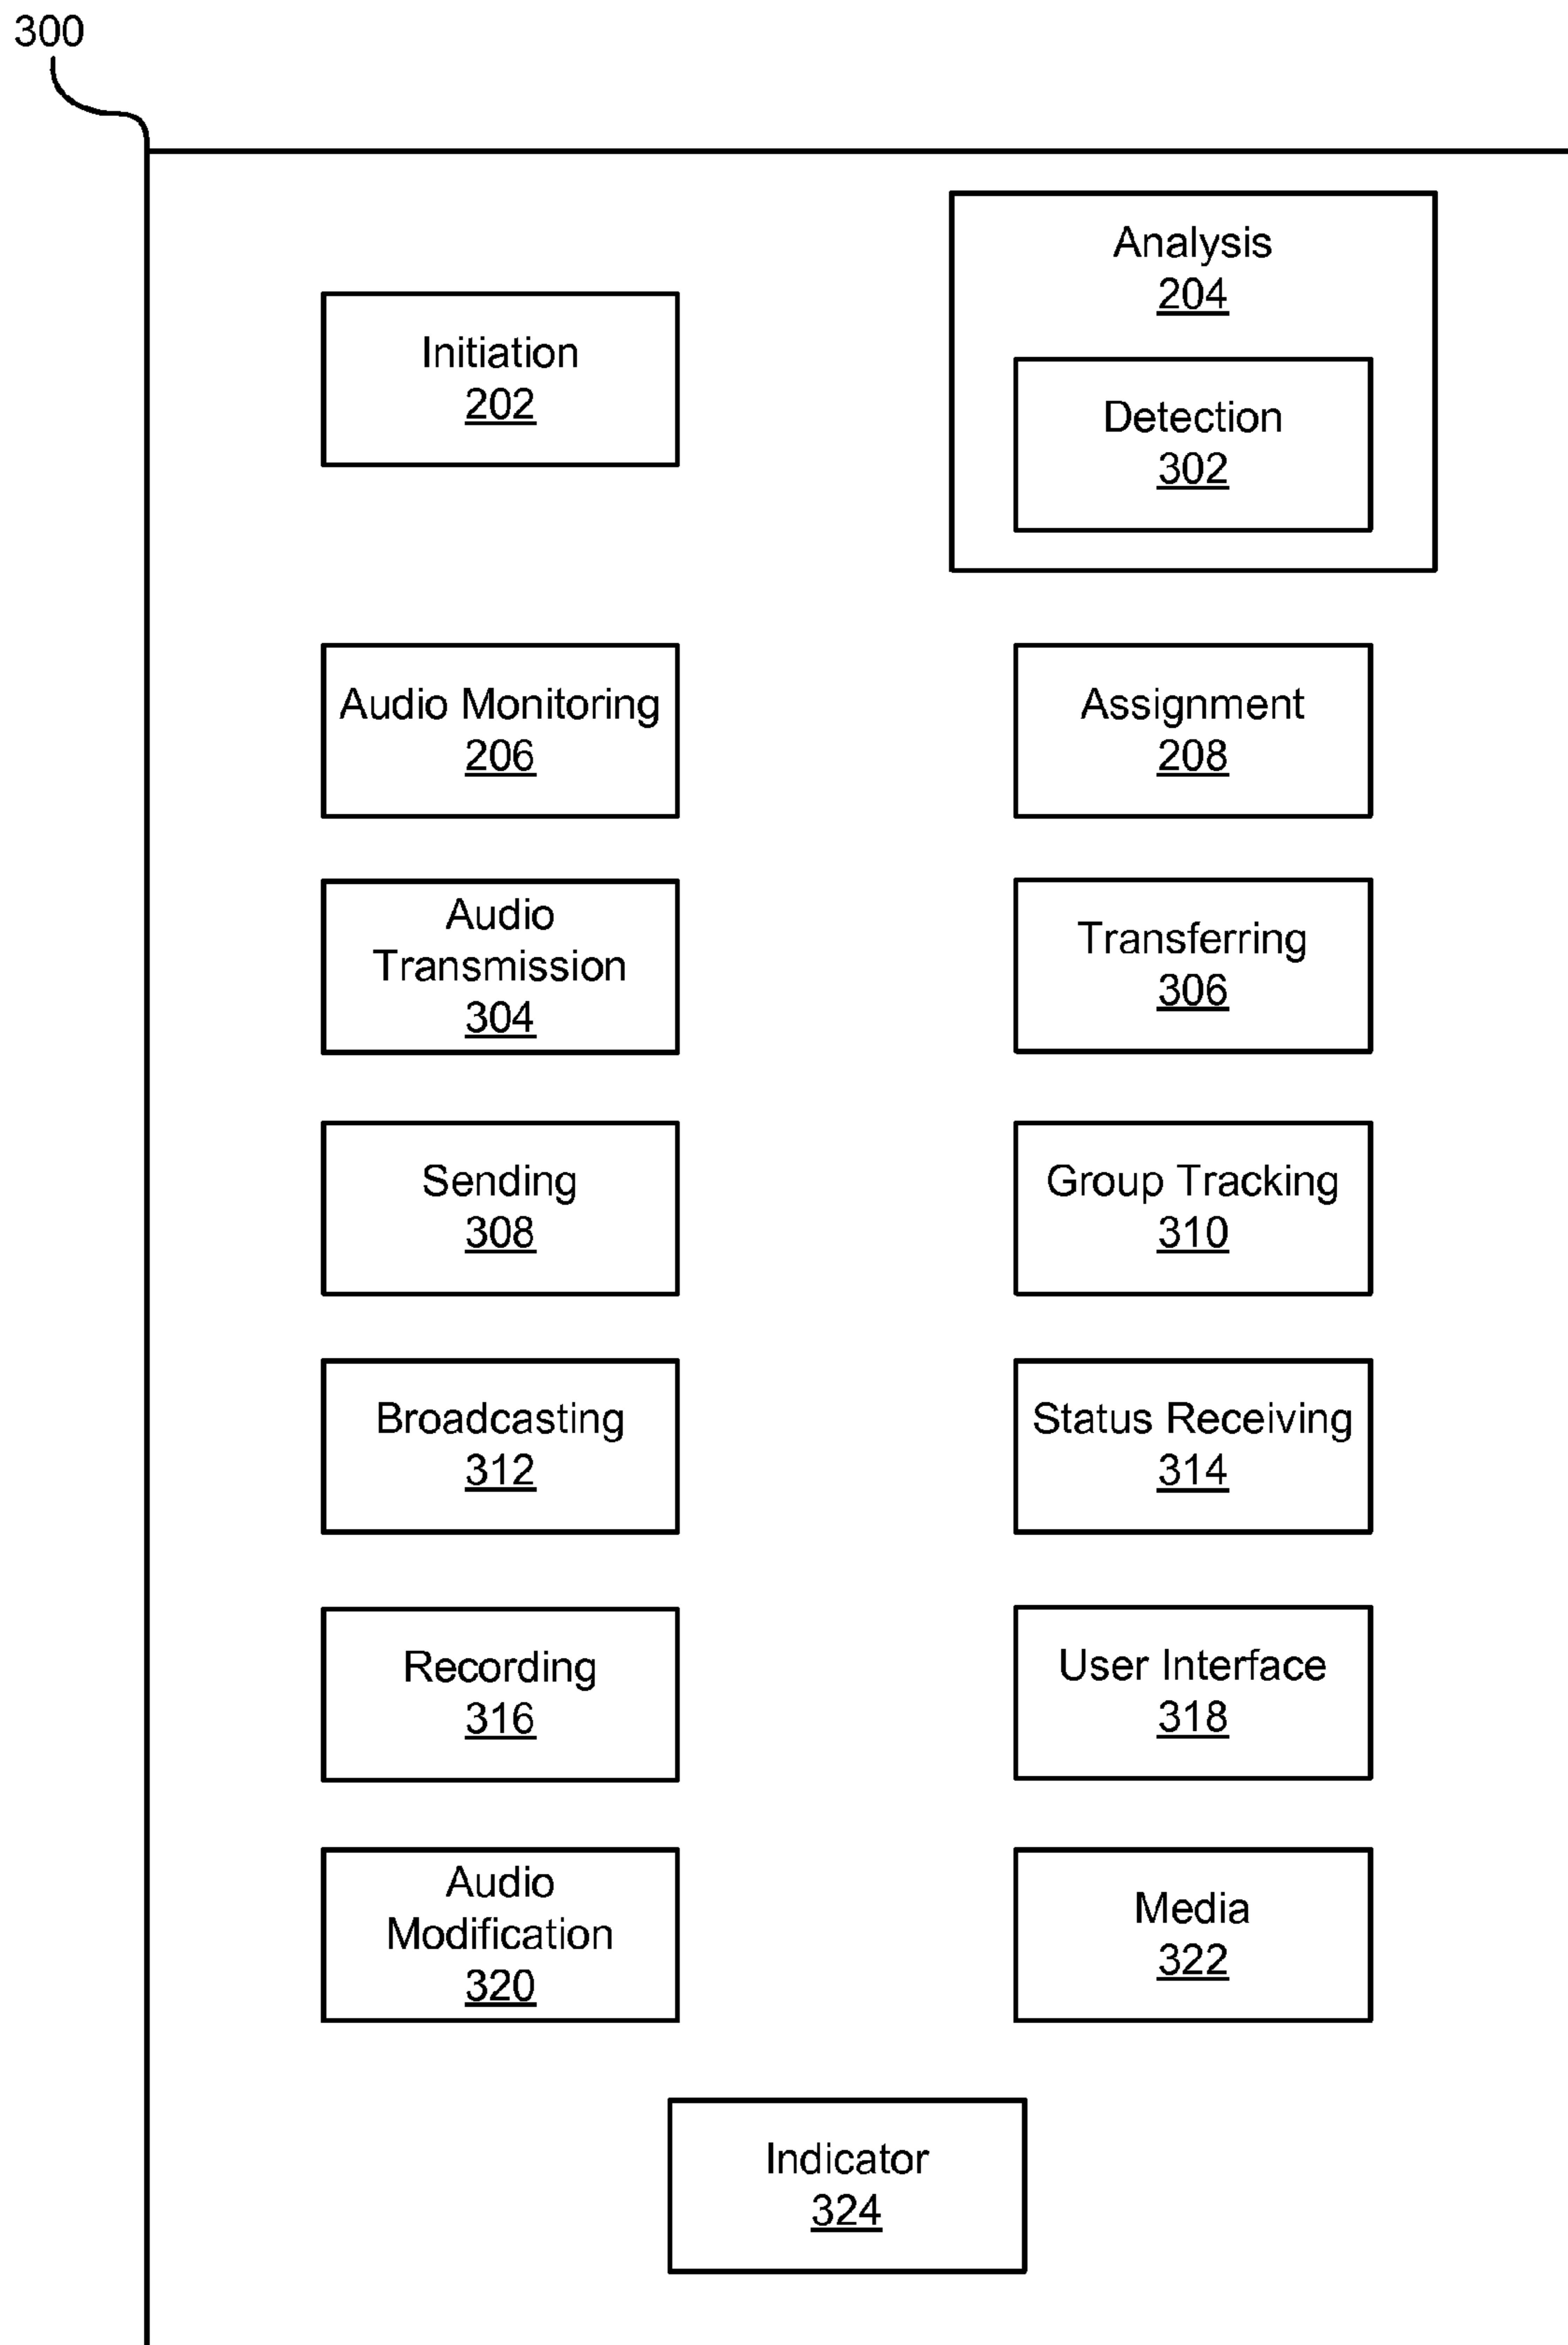 300
Analysis
204
Initiation
202
Detection
302
Audio Monitoring
206
Assignment
208
Audio
Transmission
304
Transferring
306
Sending
308
Group Tracking
310
Broadcasting
312
Status Receiving
314
Recording
316
User Interface
318
Audio
Modification
320
Media
322
Indicator
324